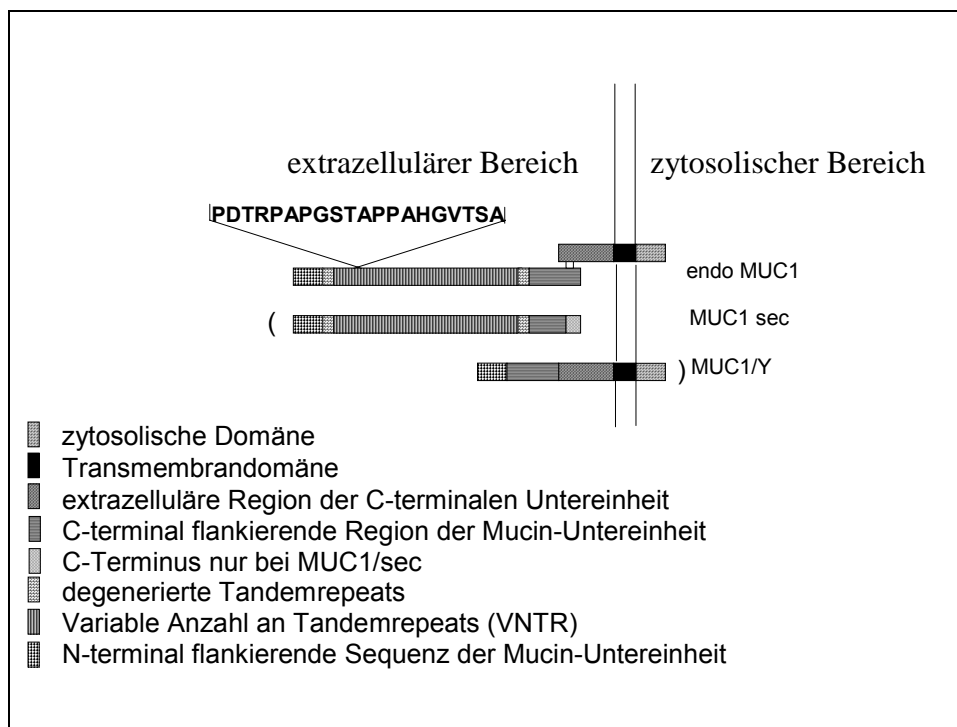 extrazellulärer Bereich
zytosolischer Bereich
PDTRPAPGSTAPPAHGVTSA
endo MUC1
( MUC1 sec
) MUC1/Y
zytosolische Domäne
Transmembrandomäne
extrazelluläre Region der C-terminalen Untereinheit
C-terminal flankierende Region der Mucin-Untereinheit
C-Terminus nur bei MUC1/sec
degenerierte Tandemrepeats
Variable Anzahl an Tandemrepeats (VNTR)
N-terminal flankierende Sequenz der Mucin-Untereinheit